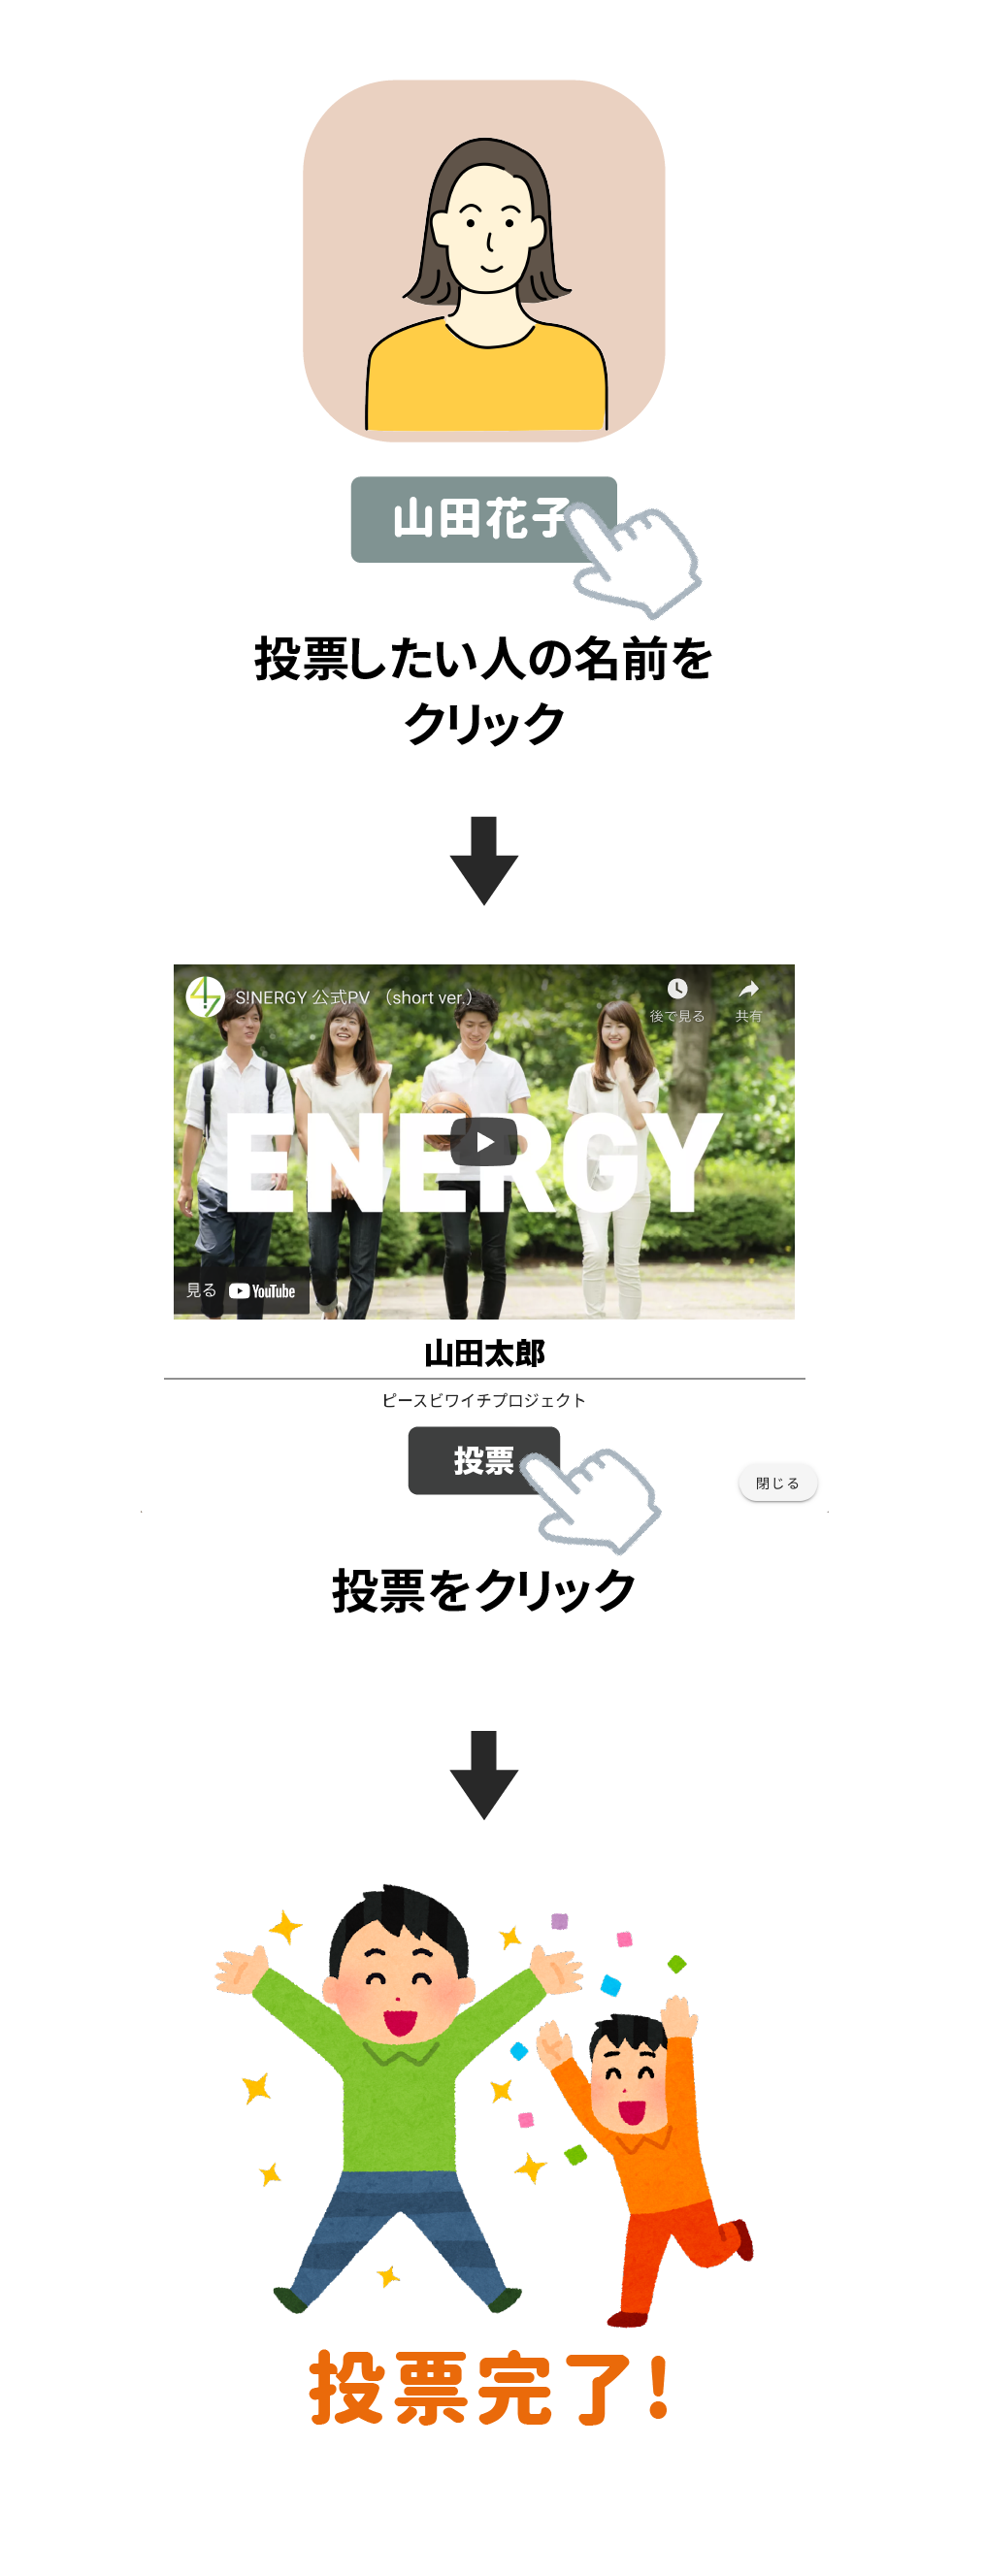 山田花子
投票したい人の名前を
クリック
S!NERGY 公式PV （short ver.）
後で見る
共有
ENERGY
見る YouTube
山田太郎
ピースビワイチプロジェクト
投票
閉じる
投票をクリック
投票完了!